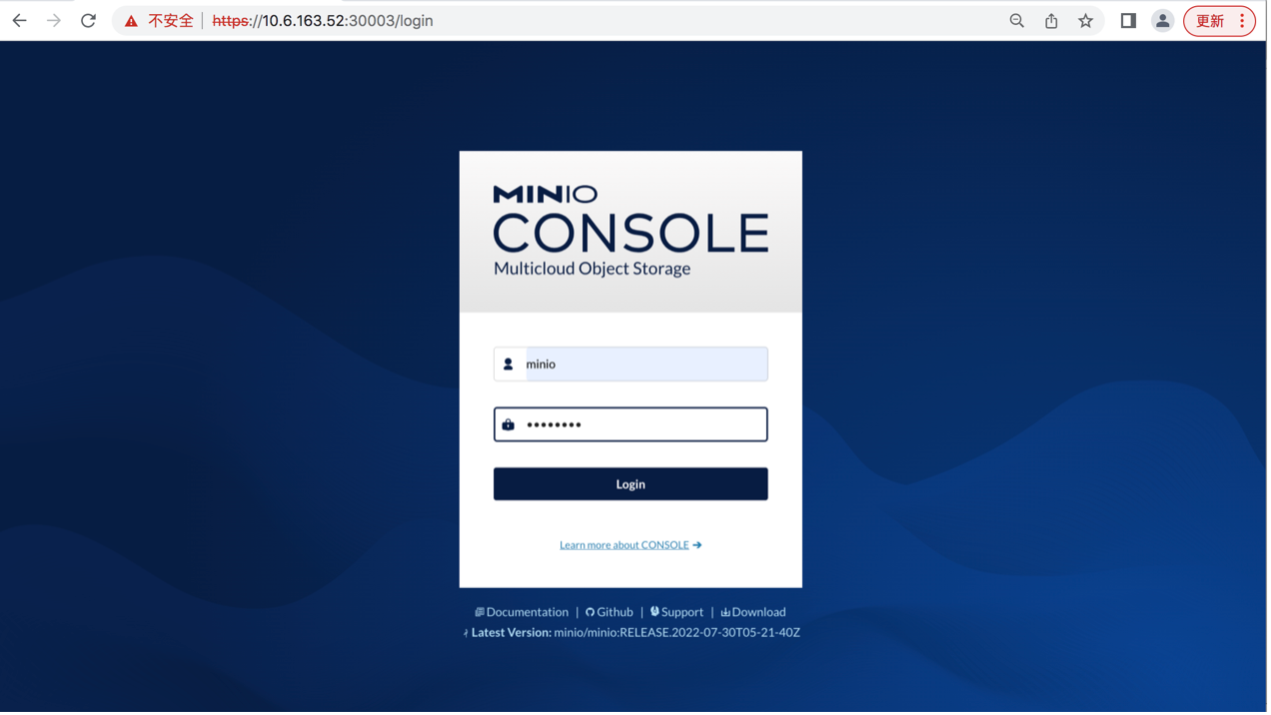 不安全 | https://10.6.163.52:30003/login 更新
MINIO
CONSOLE
Multicloud Object Storage
minio
••••••••
Login
Learn more about CONSOLE ➔
Documentation | Github | Support | Download
Latest Version: minio/minio:RELEASE.2022-07-30T05-21-40Z